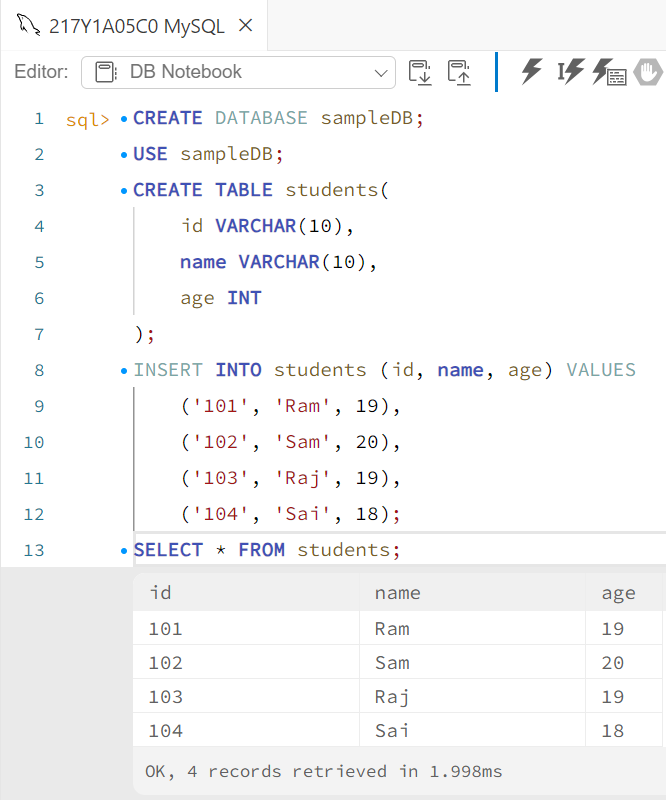 217Y1A05C0 MySQL
Editor: DB Notebook
1 sql> CREATE DATABASE sampleDB;
2 USE sampleDB;
3 CREATE TABLE students(
4 id VARCHAR(10),
5 name VARCHAR(10),
6 age INT
7 );
8 INSERT INTO students (id, name, age) VALUES
9 ('101', 'Ram', 19),
10 ('102', 'Sam', 20),
11 ('103', 'Raj', 19),
12 ('104', 'Sai', 18);
13 SELECT * FROM students;
id name age
101 Ram 19
102 Sam 20
103 Raj 19
104 Sai 18
OK, 4 records retrieved in 1.998ms